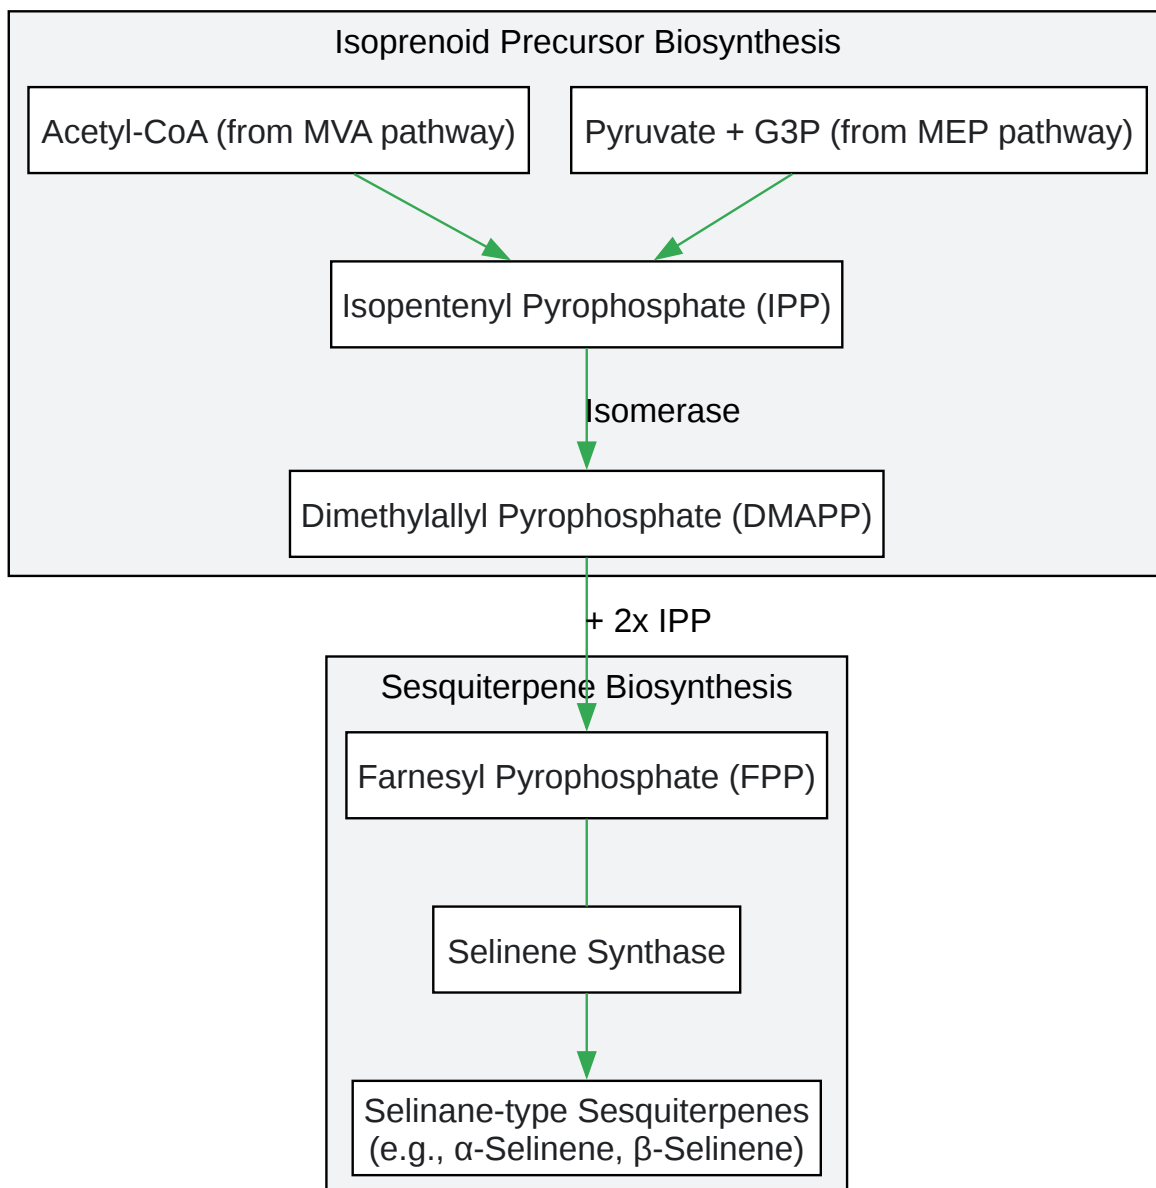 Isoprenoid Precursor Biosynthesis
Acetyl-CoA (from MVA pathway)
Pyruvate + G3P (from MEP pathway)
Isopentenyl Pyrophosphate (IPP)
Isomerase
Dimethylallyl Pyrophosphate (DMAPP)
+ 2x IPP
Sesquiterpene Biosynthesis
Farnesyl Pyrophosphate (FPP)
Selinene Synthase
Selinane-type Sesquiterpenes
(e.g., α-Selinene, β-Selinene)